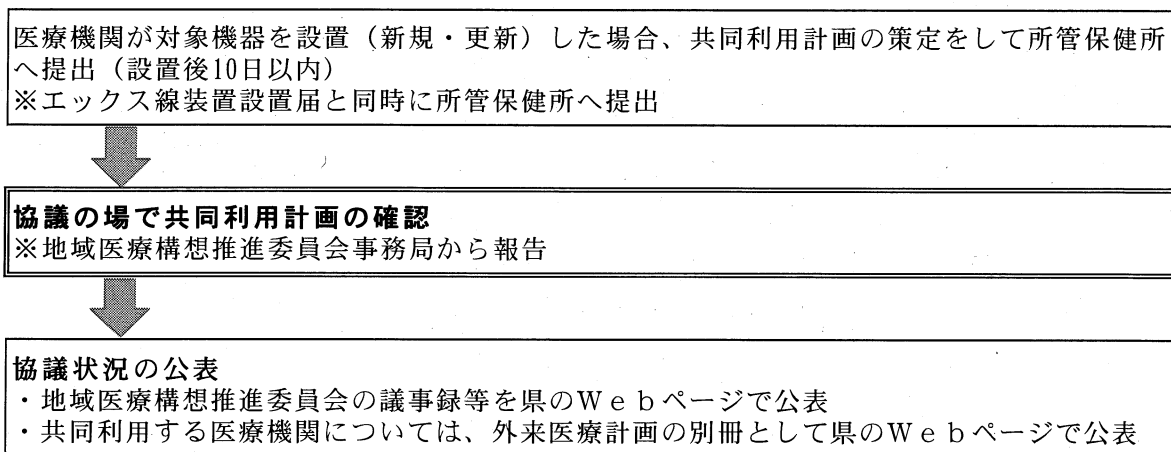 医療機関が対象機器を設置（新規・更新）した場合、共同利用計画の策定をして所管保健所
へ提出（設置後10日以内）
※エックス線装置設置届と同時に所管保健所へ提出
協議の場で共同利用計画の確認
※地域医療構想推進委員会事務局から報告
協議状況の公表
・地域医療構想推進委員会の議事録等を県のＷｅｂページで公表
・共同利用する医療機関については、外来医療計画の別冊として県のＷｅｂページで公表